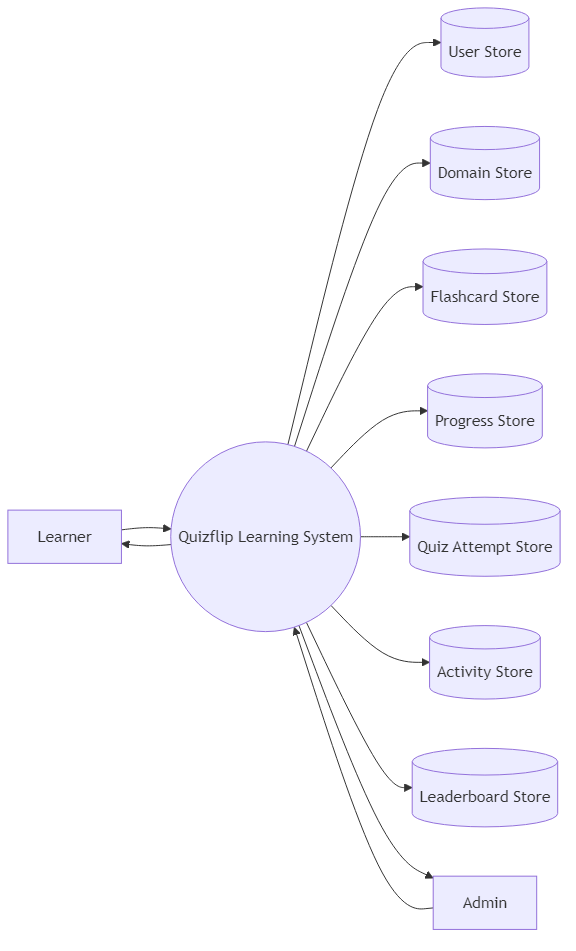 User Store
Domain Store
Flashcard Store
Progress Store
Learner
Quizflip Learning System
Quiz Attempt Store
Activity Store
Leaderboard Store
Admin